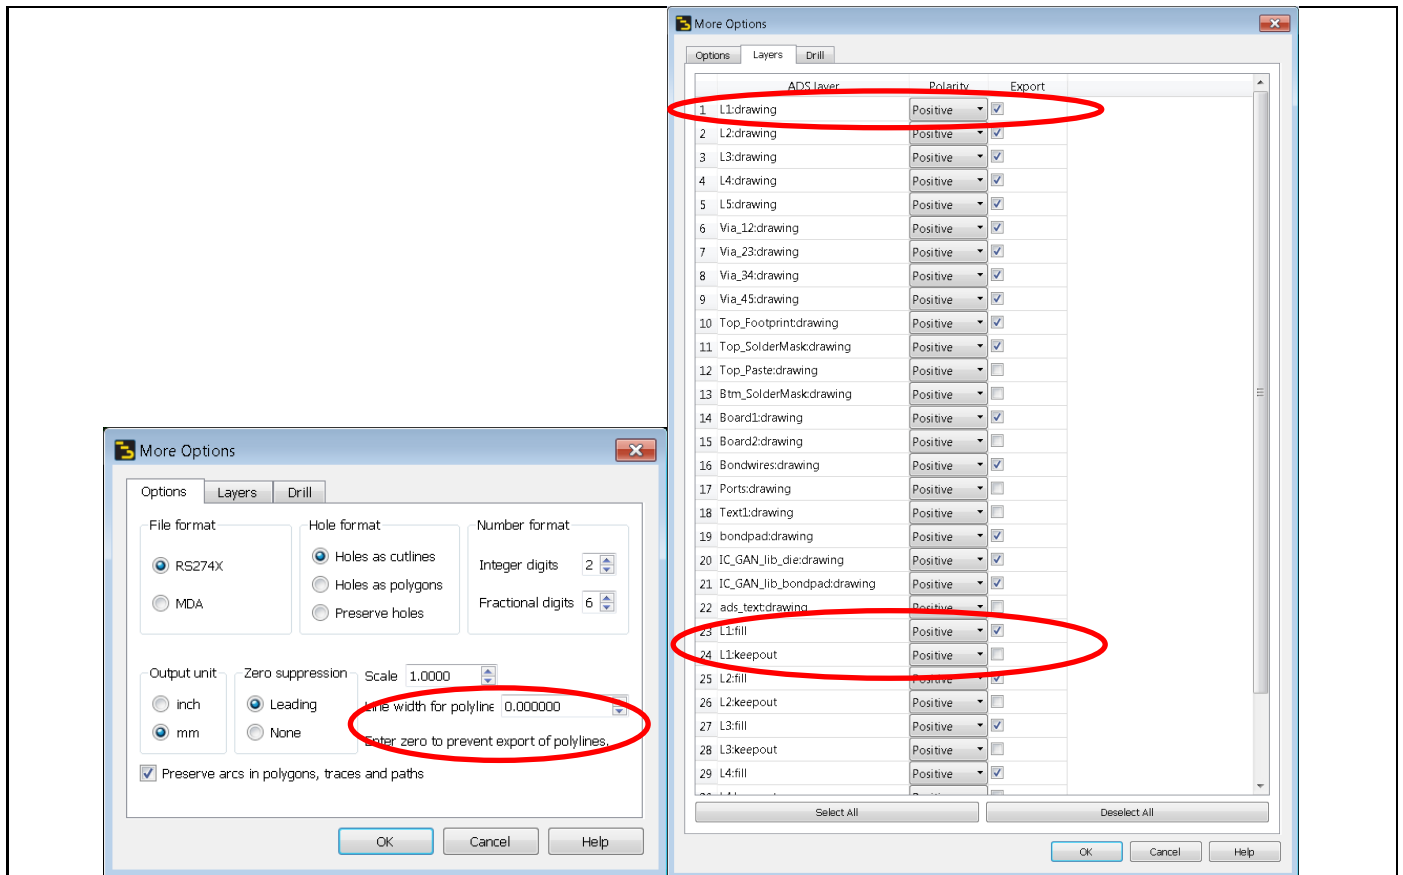 More Options
Options Layers Drill
File format
RS274X
MDA
Hole format
Holes as cutlines
Holes as polygons
Preserve holes
Number format
Integer digits 2
Fractional digits 6
Output unit
inch
mm
Zero suppression
Leading
None
Scale 1.0000
Line width for polyline 0.000000
Enter zero to prevent export of polylines.
Preserve arcs in polygons, traces and paths
OK Cancel Help
More Options
Options Layers Drill
ADS layer Polarity Export
1 L1:drawing Positive
2 L2:drawing Positive
3 L3:drawing Positive
4 L4:drawing Positive
5 L5:drawing Positive
6 Via_12:drawing Positive
7 Via_23:drawing Positive
8 Via_34:drawing Positive
9 Via_45:drawing Positive
10 Top_Footprint:drawing Positive
11 Top_SolderMask:drawing Positive
12 Top_Paste:drawing Positive
13 Btm_SolderMask:drawing Positive
14 Board1:drawing Positive
15 Board2:drawing Positive
16 Bondwires:drawing Positive
17 Ports:drawing Positive
18 Text1:drawing Positive
19 bondpad:drawing Positive
20 IC_GAN_lib_die:drawing Positive
21 IC_GAN_lib_bondpad:drawing Positive
22 ads_text:drawing Positive
23 L1:fill Positive
24 L1:keepout Positive
25 L2:fill Positive
26 L2:keepout Positive
27 L3:fill Positive
28 L3:keepout Positive
29 L4:fill Positive
Select All Deselect All
OK Cancel Help